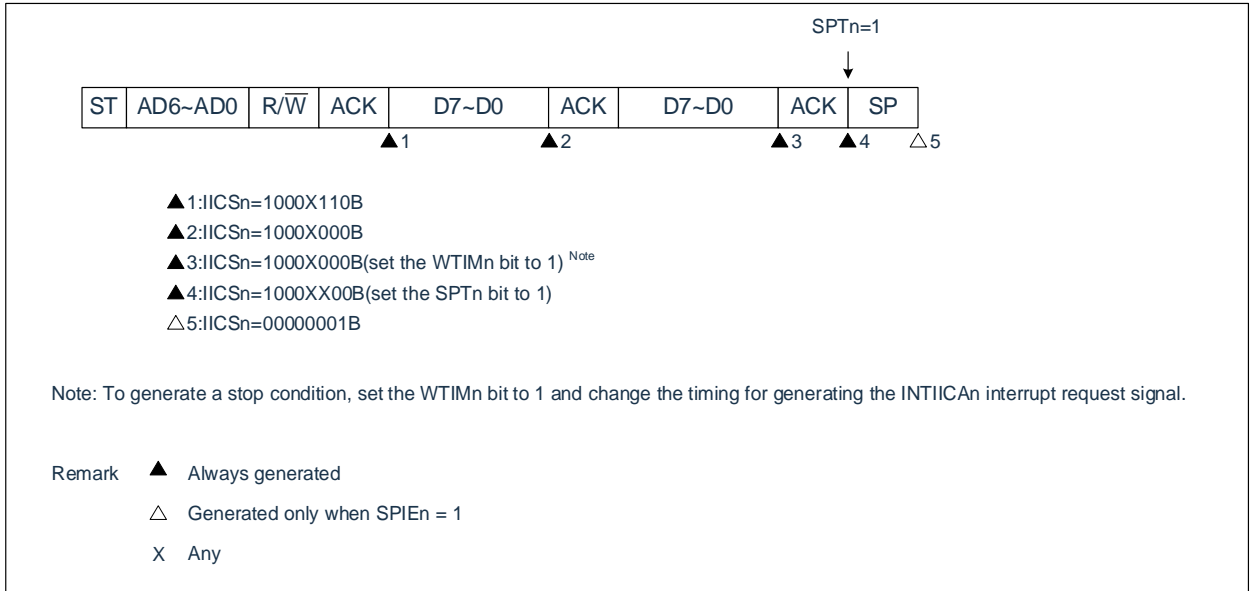 SPTn=1
ST AD6~AD0 R/W̅ ACK D7~D0 ACK D7~D0 ACK SP
▲1 ▲2 ▲3 ▲4 △5
▲1:IICSn=1000X110B
▲2:IICSn=1000X000B
▲3:IICSn=1000X000B(set the WTIMn bit to 1) Note
▲4:IICSn=1000XX00B(set the SPTn bit to 1)
△5:IICSn=00000001B
Note: To generate a stop condition, set the WTIMn bit to 1 and change the timing for generating the INTIICAn interrupt request signal.
Remark ▲ Always generated
△ Generated only when SPIEn = 1
X Any